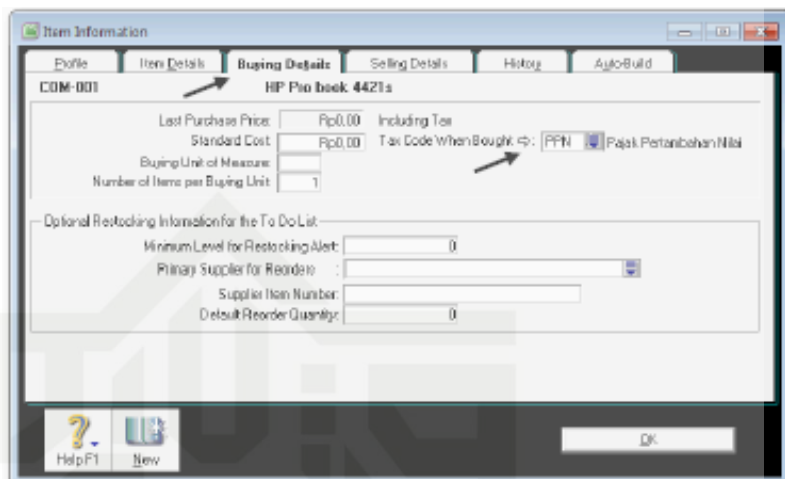 Item Information
Profile Item Details Buying Details Selling Details History Auto-Build
COM-001 HP Pro book 4421s
Last Purchase Price: Rp0.00 Including Tax
Standard Cost: Rp0.00 Tax Code When Bought ⇨: PPN Pajak Pertambahan Nilai
Buying Unit of Measure:
Number of Items per Buying Unit: 1
Optional Restocking Information for the To Do List
Minimum Level for Restocking Alert: 0
Primary Supplier for Reorders :
Supplier Item Number:
Default Reorder Quantity: 0
Help F1 New OK